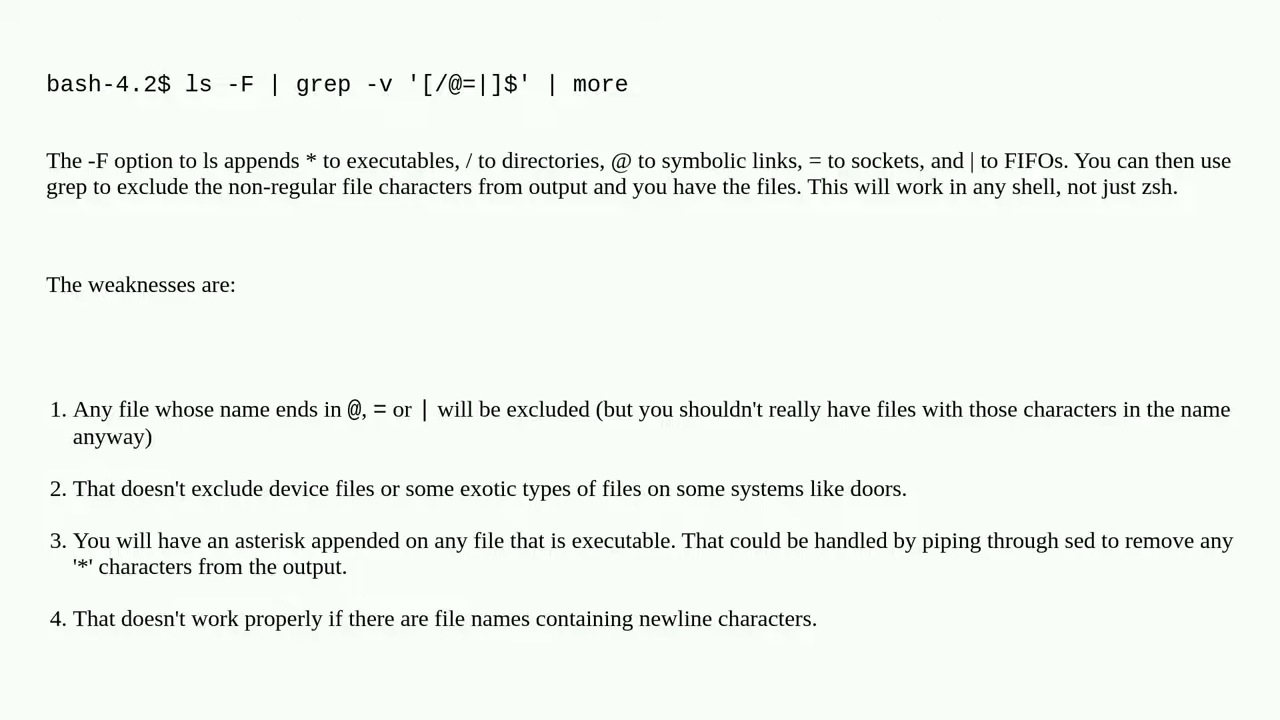 bash-4.2$ ls -F | grep -v '[/@=|]$' | more
The -F option to ls appends * to executables, / to directories, @ to symbolic links, = to sockets, and | to FIFOs. You can then use
grep to exclude the non-regular file characters from output and you have the files. This will work in any shell, not just zsh.
The weaknesses are:
1. Any file whose name ends in @, = or | will be excluded (but you shouldn't really have files with those characters in the name
anyway)
2. That doesn't exclude device files or some exotic types of files on some systems like doors.
3. You will have an asterisk appended on any file that is executable. That could be handled by piping through sed to remove any
'*' characters from the output.
4. That doesn't work properly if there are file names containing newline characters.